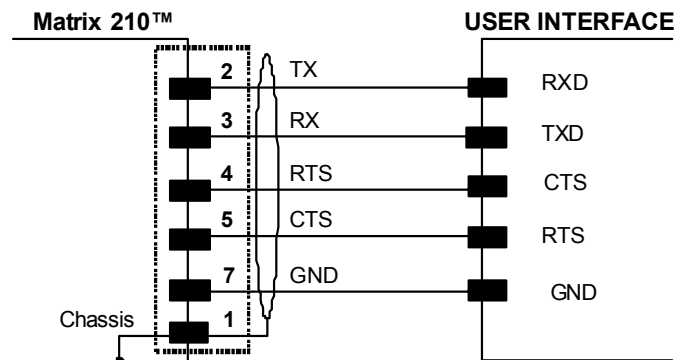 Matrix 210™ USER INTERFACE
2 TX RXD
3 RX TXD
4 RTS CTS
5 CTS RTS
7 GND GND
Chassis 1